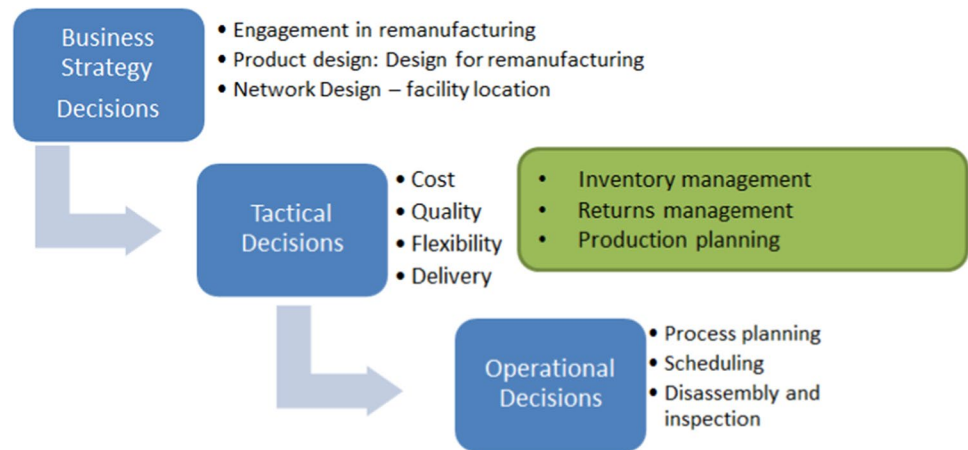 Business
Strategy
Decisions
• Engagement in remanufacturing
• Product design: Design for remanufacturing
• Network Design – facility location
Tactical
Decisions
• Cost
• Quality
• Flexibility
• Delivery
• Inventory management
• Returns management
• Production planning
Operational
Decisions
• Process planning
• Scheduling
• Disassembly and
inspection